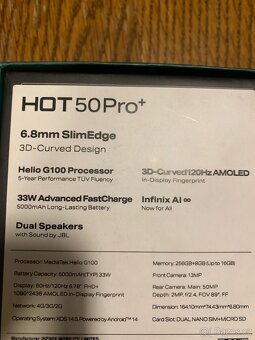 HOT 50 Pro+
6.8mm SlimEdge
3D-Curved Design
Helio G100 Processor
5-Year Performance TÜV Fluency
3D-Curved 120Hz AMOLED
In-Display Fingerprint
33W Advanced FastCharge
5000mAh Long-Lasting Battery
Infinix AI ∞
Now for All
Dual Speakers
with Sound by JBL
Processor: MediaTek Helio G100
Memory: 256GB+8GB (Up to 16GB)
Battery Capacity: 5000mAh(TYP) 33W
Front Camera: 13MP
Display: 60Hz/120Hz 6.78" FHD+
1080*2436 AMOLED In-Display Fingerprint
Rear Camera: Main: 50MP
Depth: 2MP, f/2.4, FOV 89°, FF
Network: 4G/3G/2G
Dimension: 164.10mm*74.43mm*6.80mm
Operating System: XOS 14.5, Powered by Android™ 14
Card Slot: DUAL NANO SIM+MICRO SD
MOBILITY LIMITED